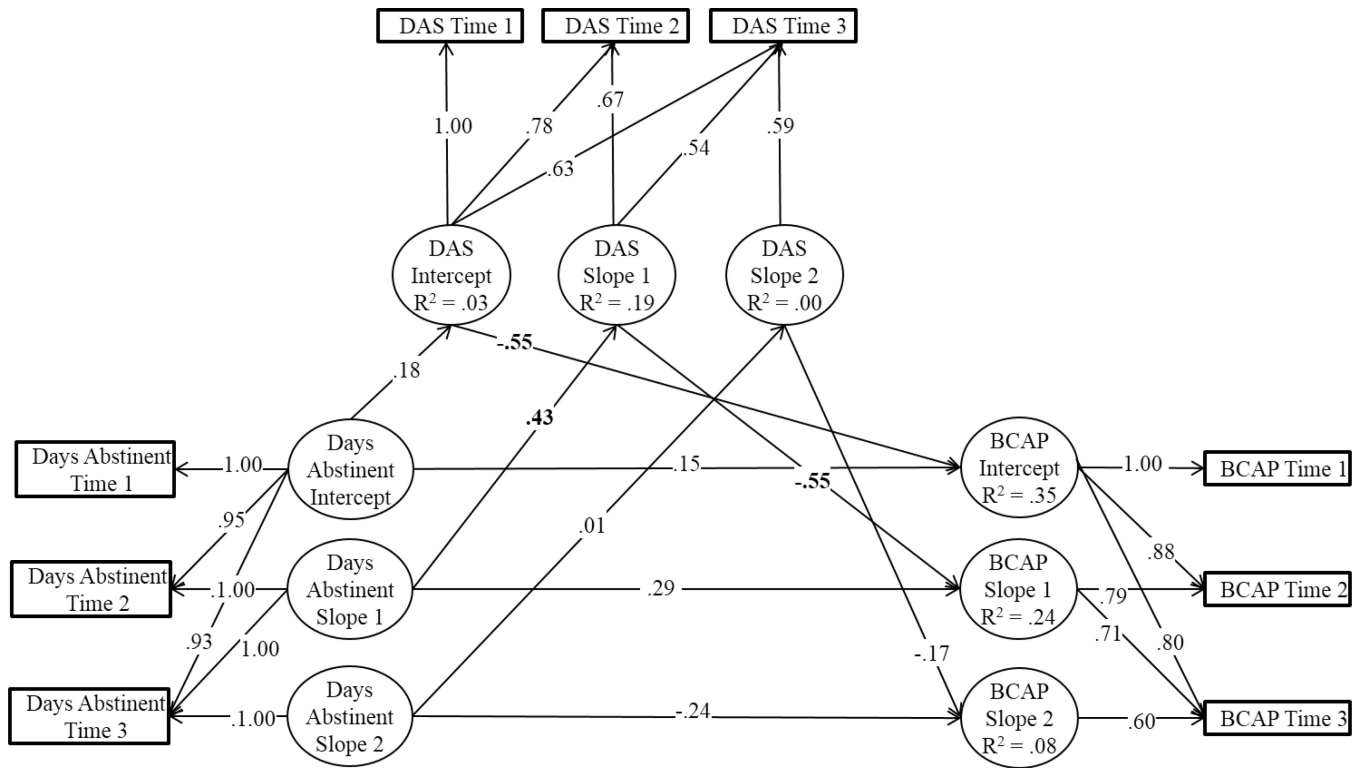 DAS Time 1
DAS Time 2
DAS Time 3
1.00
.78
.67
.63
.54
.59
DAS
Intercept
R² = .03
DAS
Slope 1
R² = .19
DAS
Slope 2
R² = .00
.18
-.55
.43
.01
.15
-.55
.29
-.17
-.24
Days Abstinent
Time 1
1.00
Days
Abstinent
Intercept
BCAP
Intercept
R² = .35
1.00
BCAP Time 1
.95
.88
Days Abstinent
Time 2
.1.00
Days
Abstinent
Slope 1
BCAP
Slope 1
R² = .24
.79
BCAP Time 2
.93
1.00
.71
.80
Days Abstinent
Time 3
.1.00
Days
Abstinent
Slope 2
BCAP
Slope 2
R² = .08
.60
BCAP Time 3